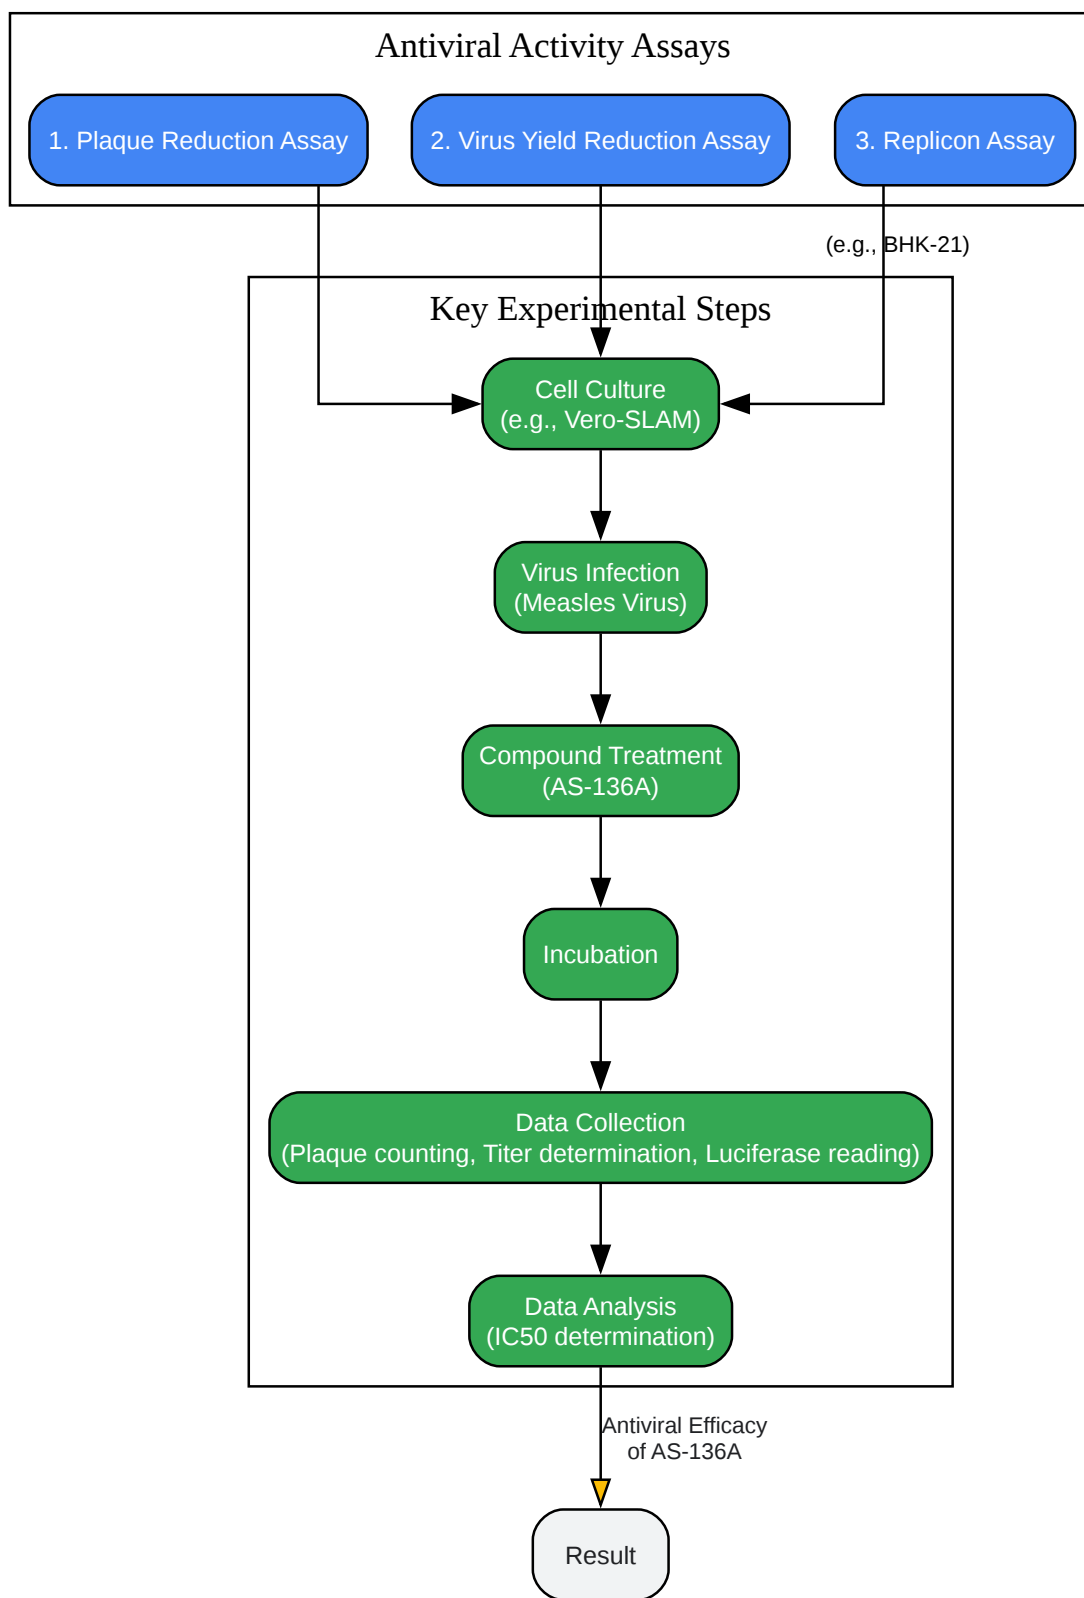 Antiviral Activity Assays
1. Plaque Reduction Assay
2. Virus Yield Reduction Assay
3. Replicon Assay
(e.g., BHK-21)
Key Experimental Steps
Cell Culture
(e.g., Vero-SLAM)
Virus Infection
(Measles Virus)
Compound Treatment
(AS-136A)
Incubation
Data Collection
(Plaque counting, Titer determination, Luciferase reading)
Data Analysis
(IC50 determination)
Antiviral Efficacy
of AS-136A
Result